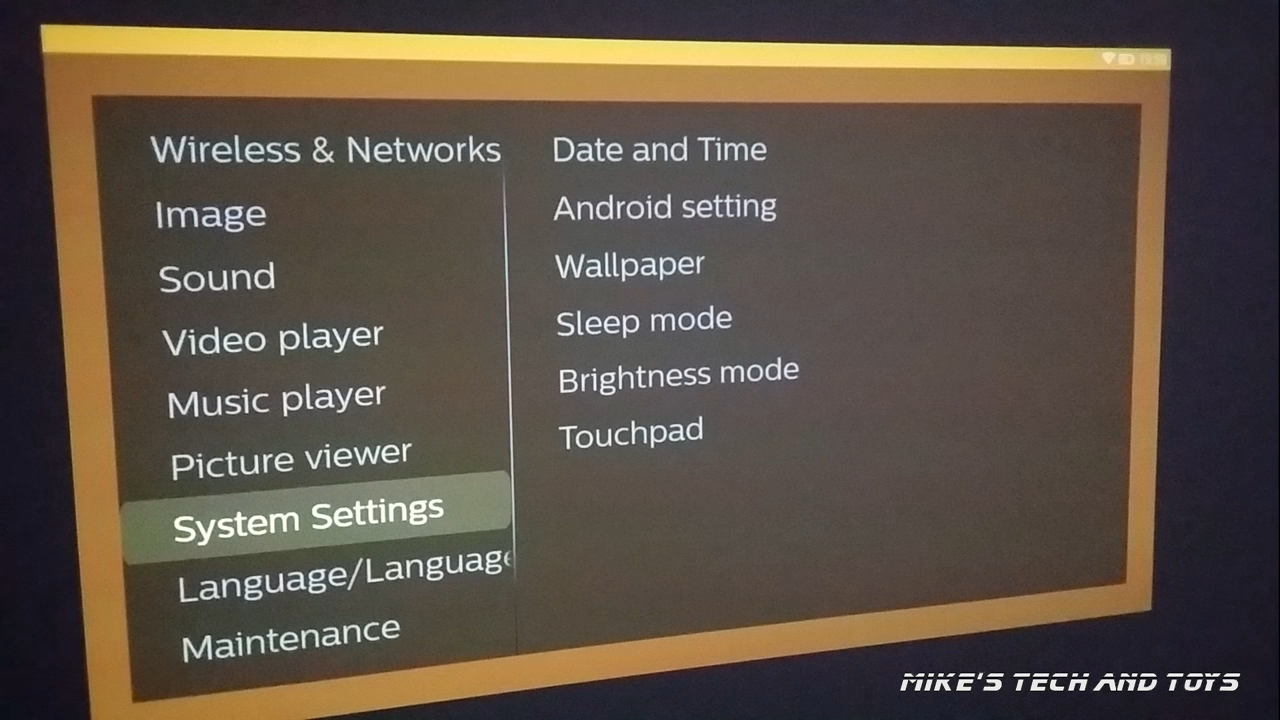 Wireless & Networks
Image
Sound
Video player
Music player
Picture viewer
System Settings
Language/Language
Maintenance
Date and Time
Android setting
Wallpaper
Sleep mode
Brightness mode
Touchpad
MIKE'S TECH AND TOYS